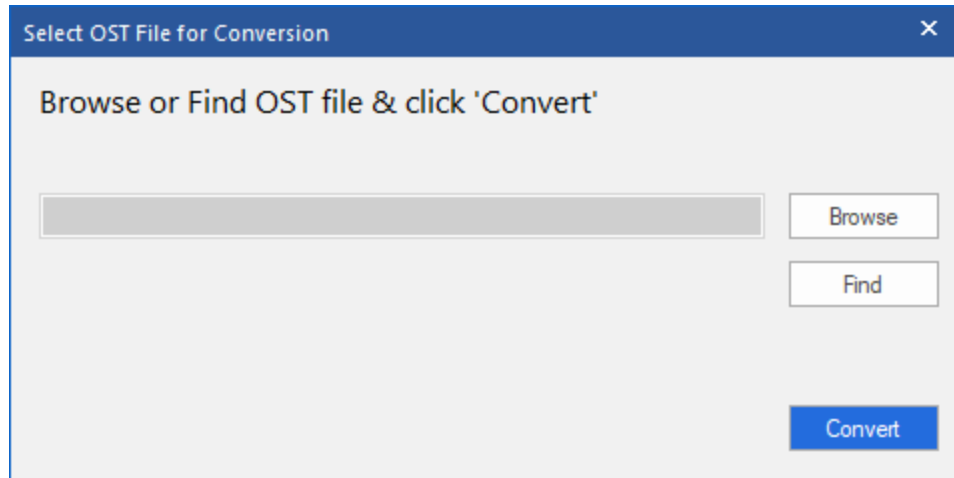 Select OST File for Conversion
Browse or Find OST file & click 'Convert'
Browse
Find
Convert